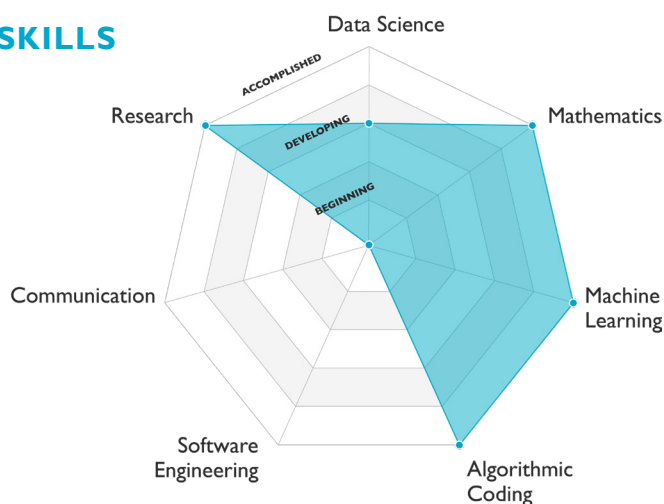 SKILLS
Data Science
ACCOMPLISHED
Research
Mathematics
DEVELOPING
BEGINNING
Communication
Machine
Learning
Software
Engineering
Algorithmic
Coding